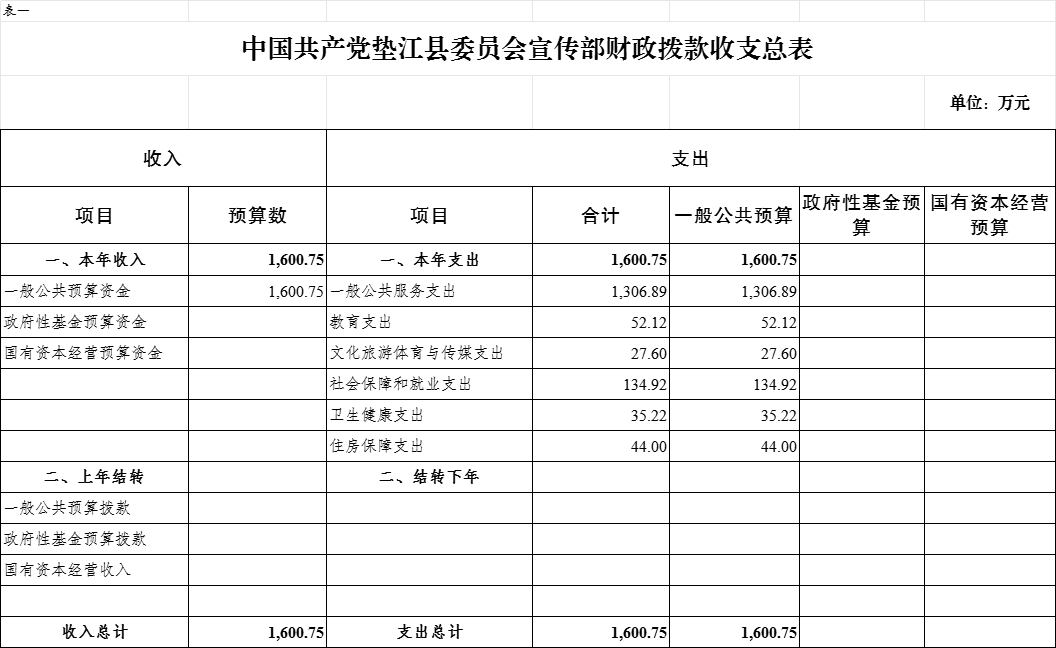 表一
中国共产党垫江县委员会宣传部财政拨款收支总表
单位：万元
收入 支出
项目 预算数 项目 合计 一般公共预算 政府性基金预算 国有资本经营预算
一、本年收入 1,600.75 一、本年支出 1,600.75 1,600.75
一般公共预算资金 1,600.75 一般公共服务支出 1,306.89 1,306.89
政府性基金预算资金 教育支出 52.12 52.12
国有资本经营预算资金 文化旅游体育与传媒支出 27.60 27.60
社会保障和就业支出 134.92 134.92
卫生健康支出 35.22 35.22
住房保障支出 44.00 44.00
二、上年结转 二、结转下年
一般公共预算拨款
政府性基金预算拨款
国有资本经营收入
收入总计 1,600.75 支出总计 1,600.75 1,600.75